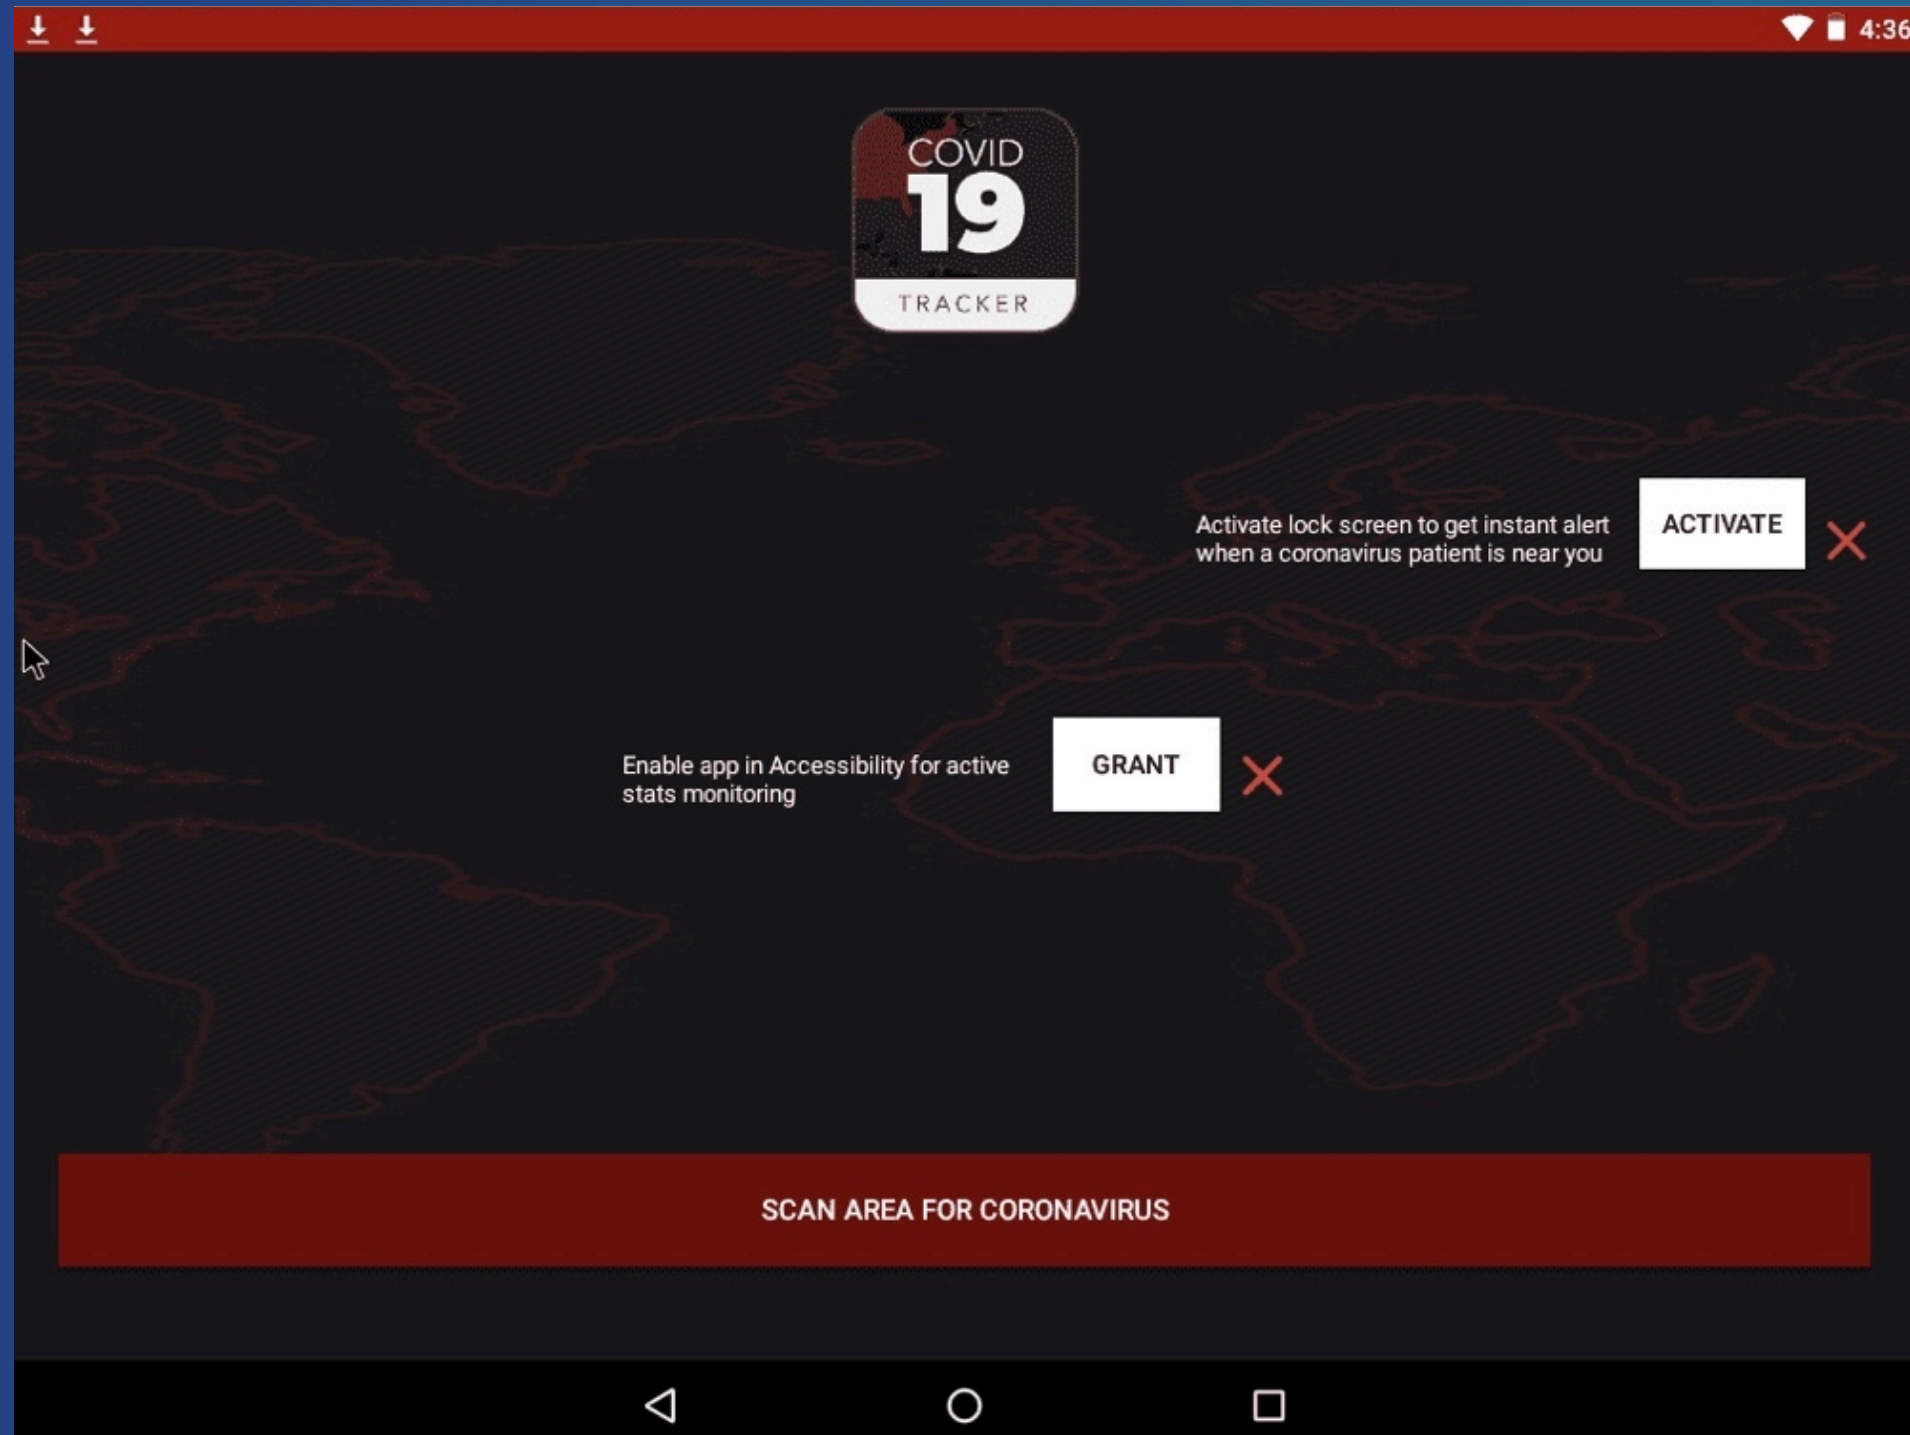 4:36
COVID
19
TRACKER
Activate lock screen to get instant alert
when a coronavirus patient is near you
ACTIVATE
Enable app in Accessibility for active
stats monitoring
GRANT
SCAN AREA FOR CORONAVIRUS